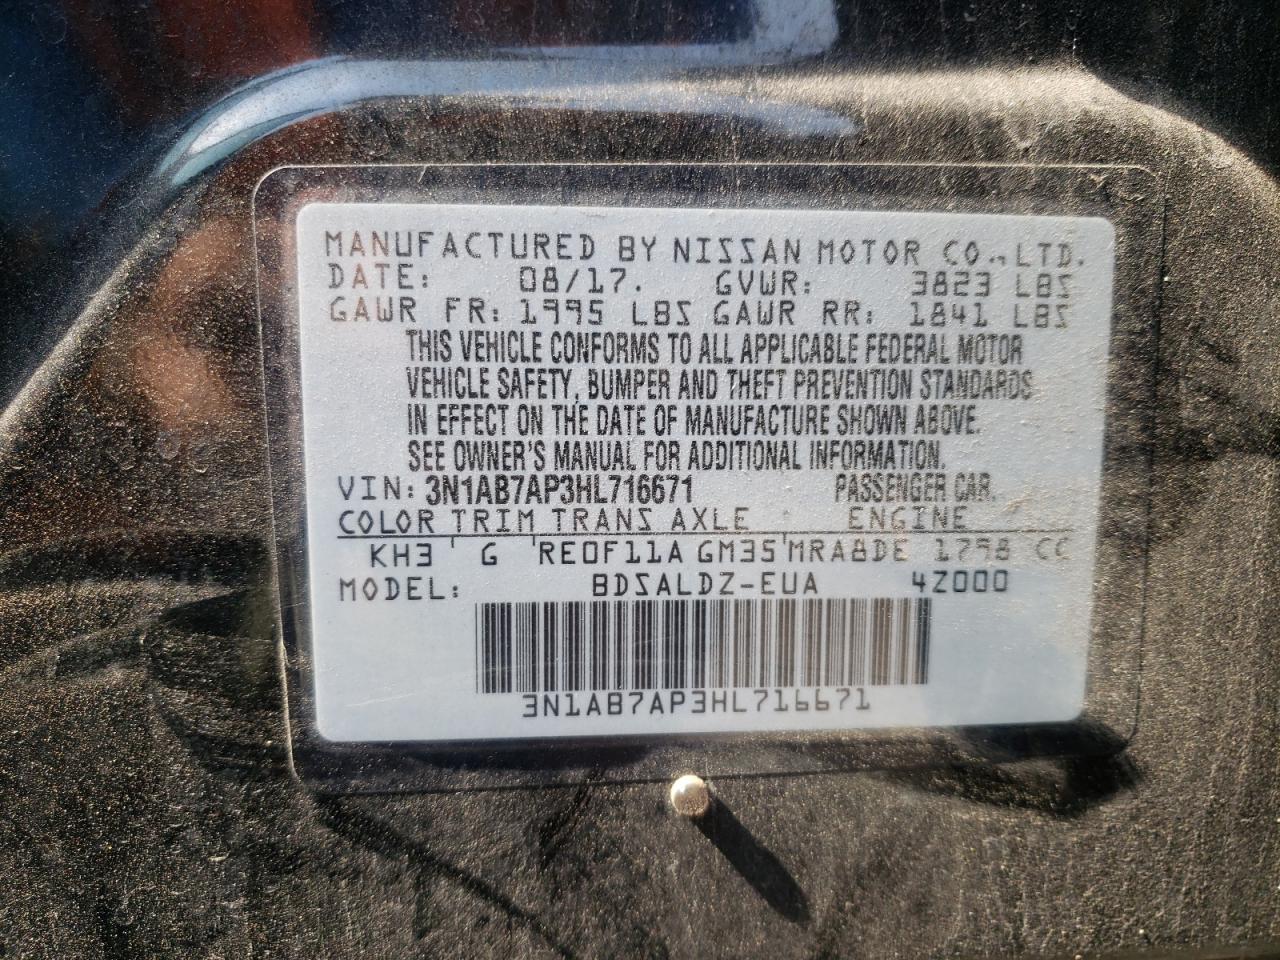 MANUFACTURED BY NISSAN MOTOR CO., LTD.
DATE: 08/17. GVWR: 3823 LBS
GAWR FR: 1995 LBS GAWR RR: 1841 LBS
THIS VEHICLE CONFORMS TO ALL APPLICABLE FEDERAL MOTOR
VEHICLE SAFETY, BUMPER AND THEFT PREVENTION STANDARDS
IN EFFECT ON THE DATE OF MANUFACTURE SHOWN ABOVE.
SEE OWNER'S MANUAL FOR ADDITIONAL INFORMATION.
VIN: 3N1AB7AP3HL716671 PASSENGER CAR.
COLOR TRIM TRANS AXLE ENGINE
KH3 G RE0F11A GM35 MRA8DE 1798 CC
MODEL: BDSALDZ-EUA 4Z000
3N1AB7AP3HL716671